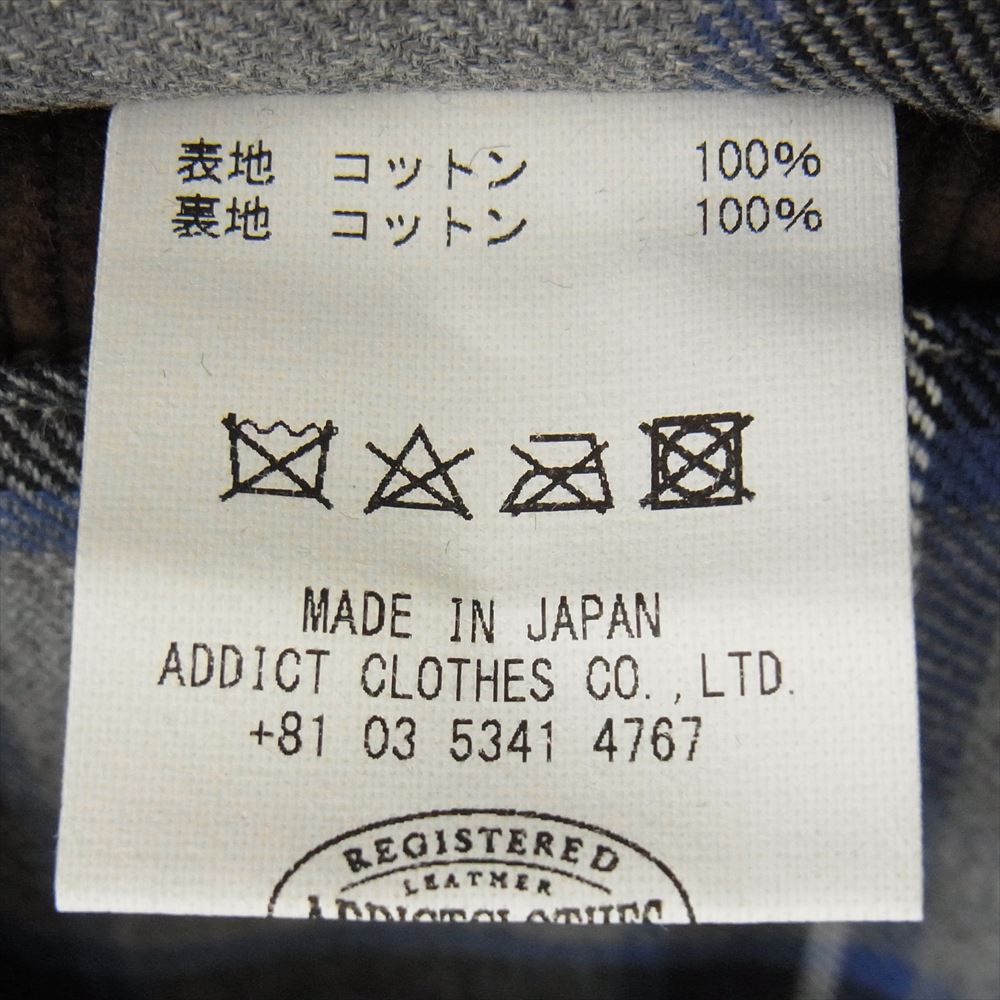 表地 コットン 100%
裏地 コットン 100%
MADE IN JAPAN
ADDICT CLOTHES CO.,LTD.
+81 03 5341 4767
REGISTERED
LEATHER
ADDICTCLOTHES